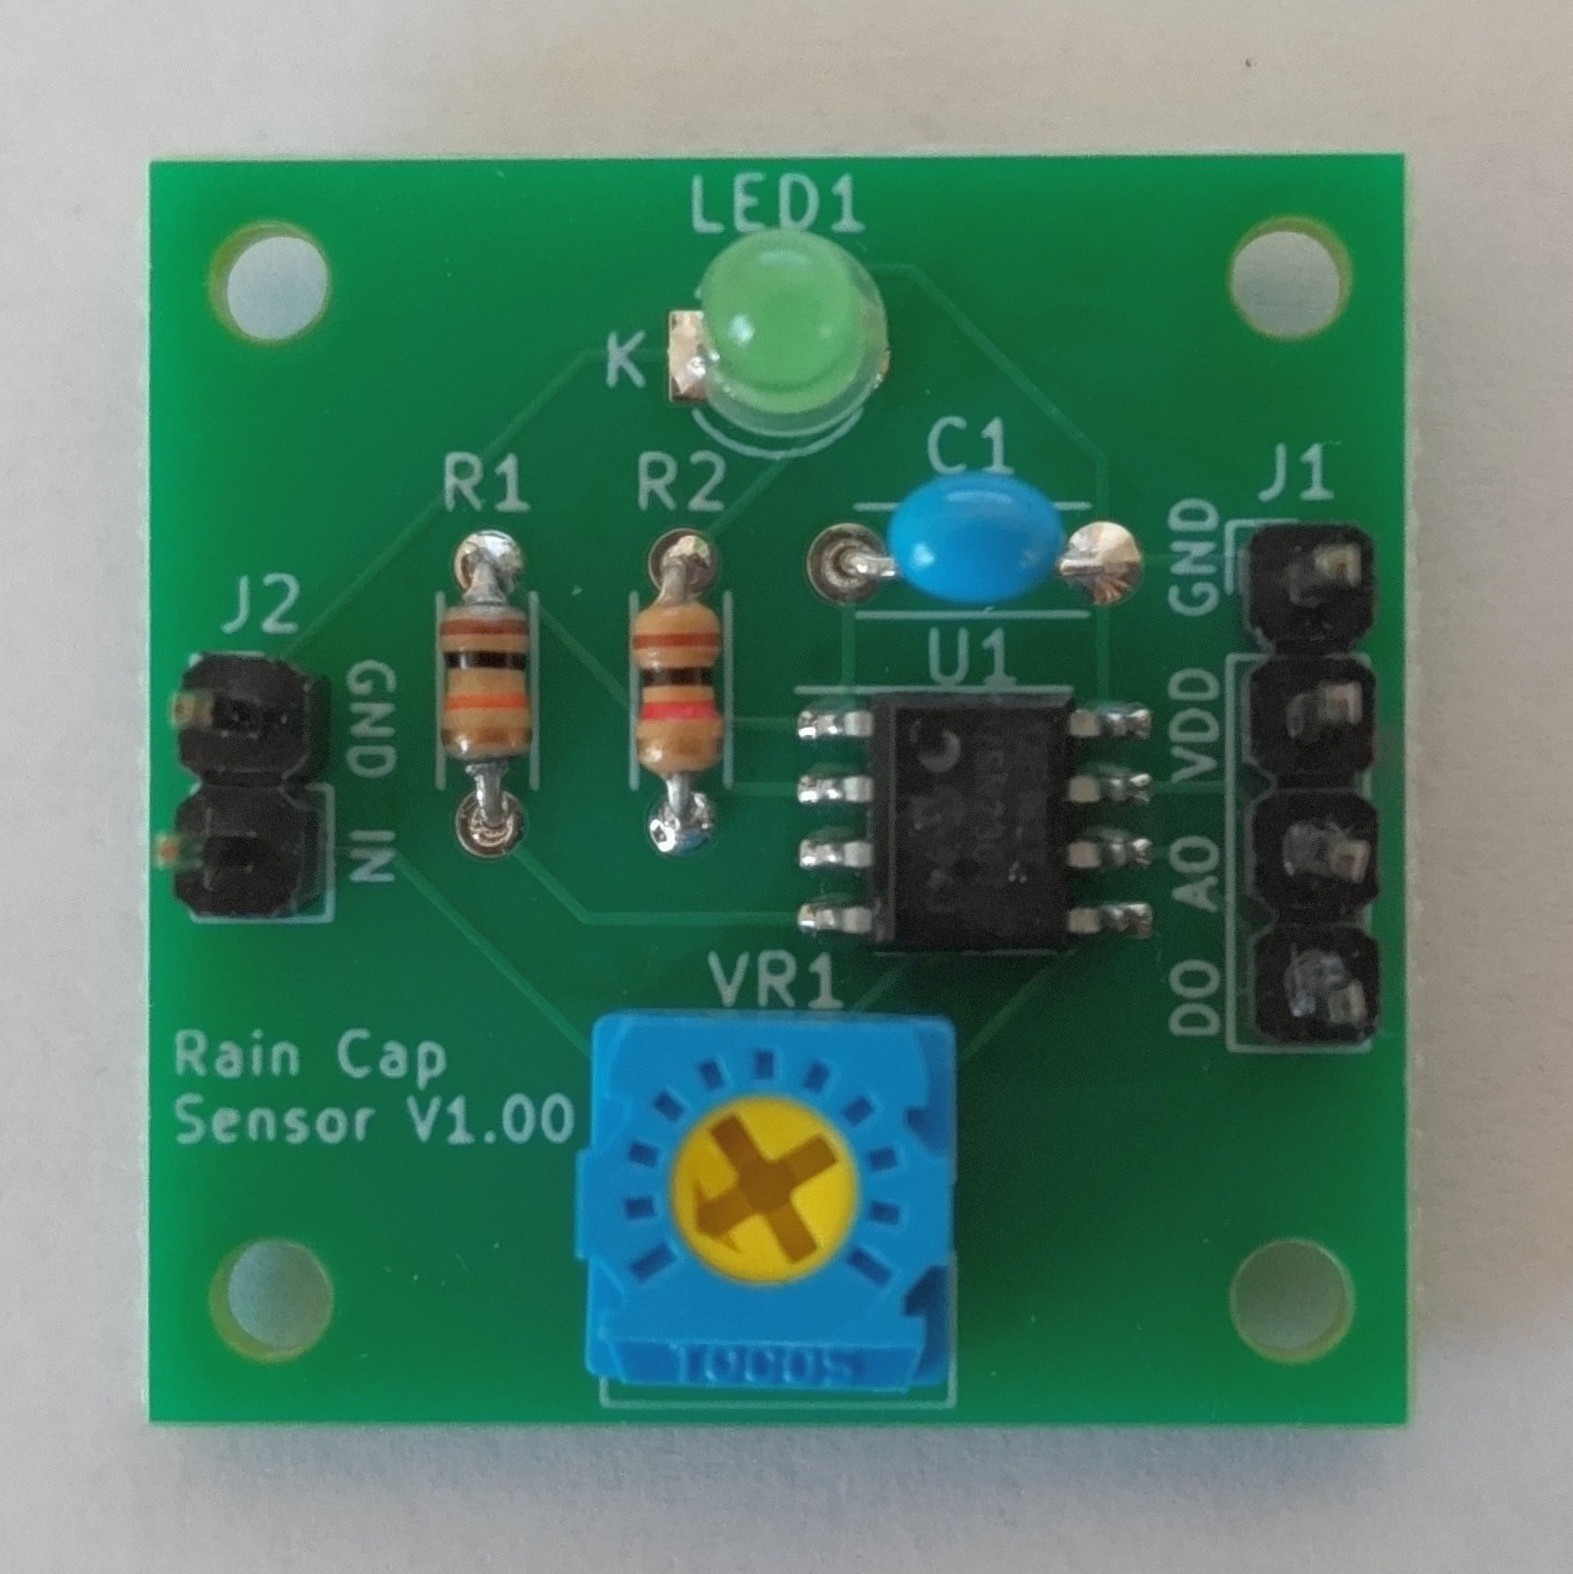 LED1
K
R1
R2
C1
J1
GND
VDD
AO
DO
J2
GND
IN
U1
VR1
Rain Cap
Sensor V1.00
TOCOS